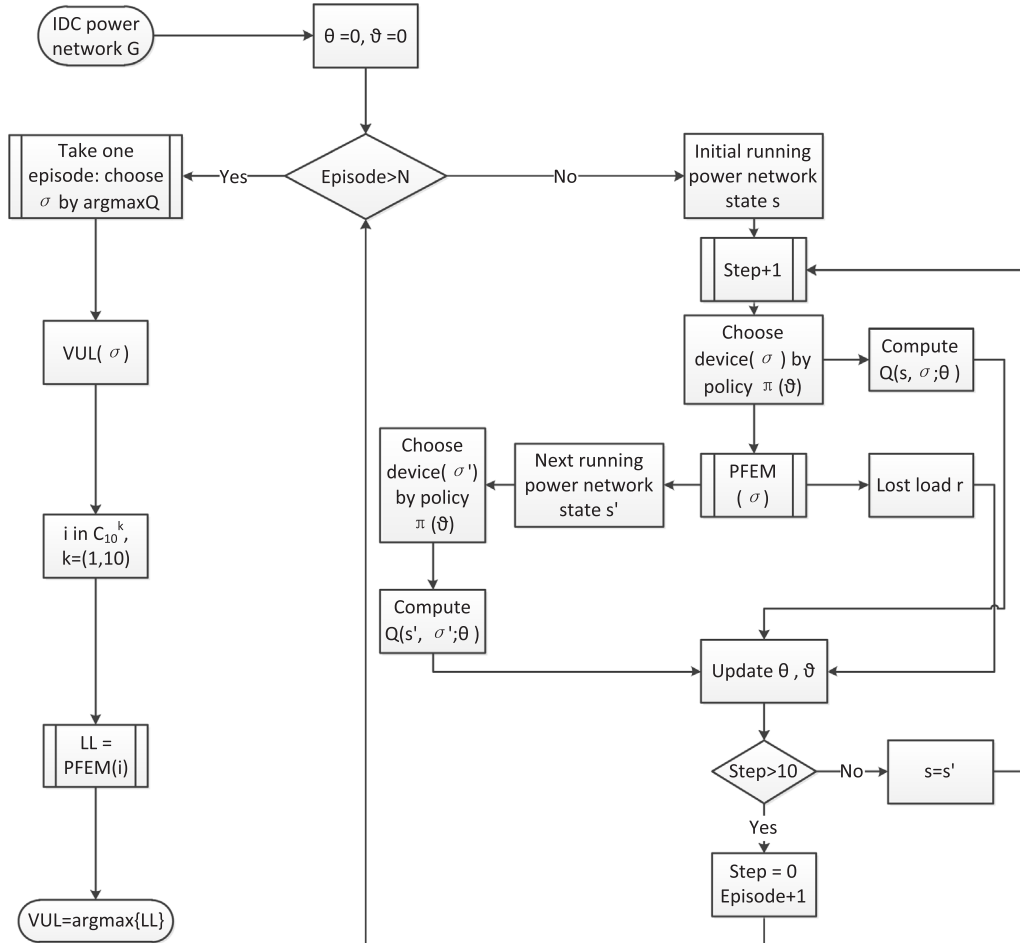 IDC power
network G
θ =0, ϑ =0
Take one
episode: choose
σ by argmaxQ
Yes
Episode>N
No
Initial running
power network
state s
Step+1
VUL( σ)
Choose
device( σ ) by
policy π (ϑ)
Compute
Q(s, σ;θ )
Choose
device( σ')
by policy
π (ϑ)
Next running
power network
state s'
PFEM
( σ)
Lost load r
i in C₁₀ᵏ,
k=(1,10)
Compute
Q(s', σ';θ )
Update θ , ϑ
LL =
PFEM(i)
Step>10
No
s=s'
Yes
Step = 0
Episode+1
VUL=argmax{LL}